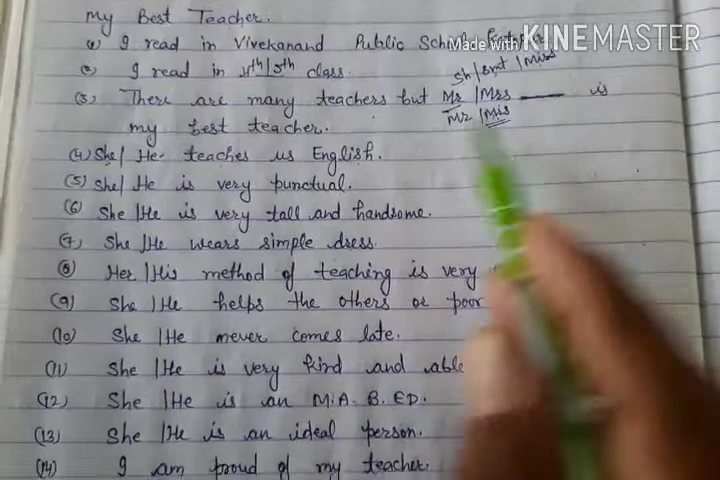 My Best Teacher.
Made with KINEMASTER
(1) I read in Vivekanand Public School
(2) I read in 4th/5th class.
Sh/Smt/Miss
(3) There are many teachers but Mr/Mrs ___ is
Mr/Mis
my best teacher.
(4) She/He teaches us English.
(5) She/He is very punctual.
(6) She/He is very tall and handsome.
(7) She/He wears simple dress.
(8) Her/His method of teaching is very
(9) She/He helps the others or poor
(10) She/He never comes late.
(11) She/He is very kind and able
(12) She/He is an M.A. B.ED.
(13) She/He is an ideal person.
(14) I am proud of my teacher.